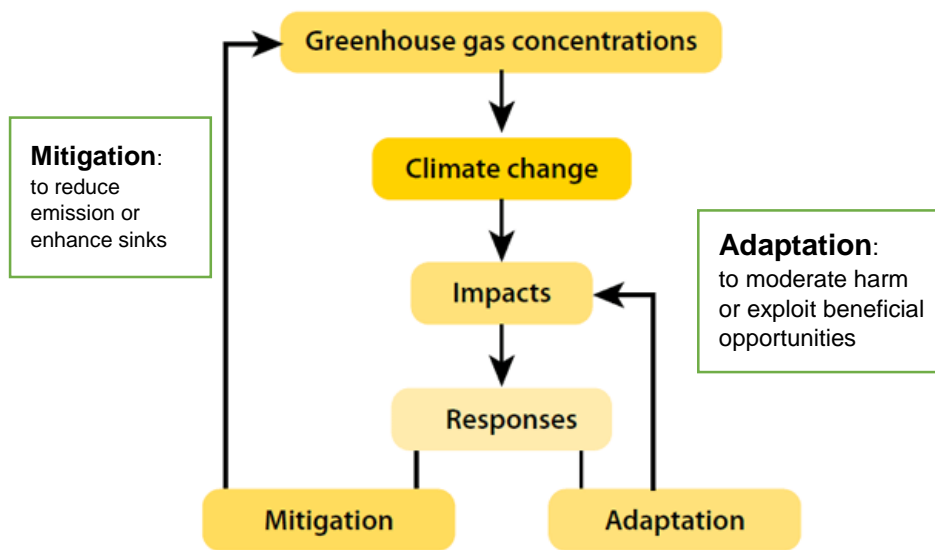 Greenhouse gas concentrations
Mitigation:
to reduce
emission or
enhance sinks
Climate change
Adaptation:
to moderate harm
or exploit beneficial
opportunities
Impacts
Responses
Mitigation
Adaptation